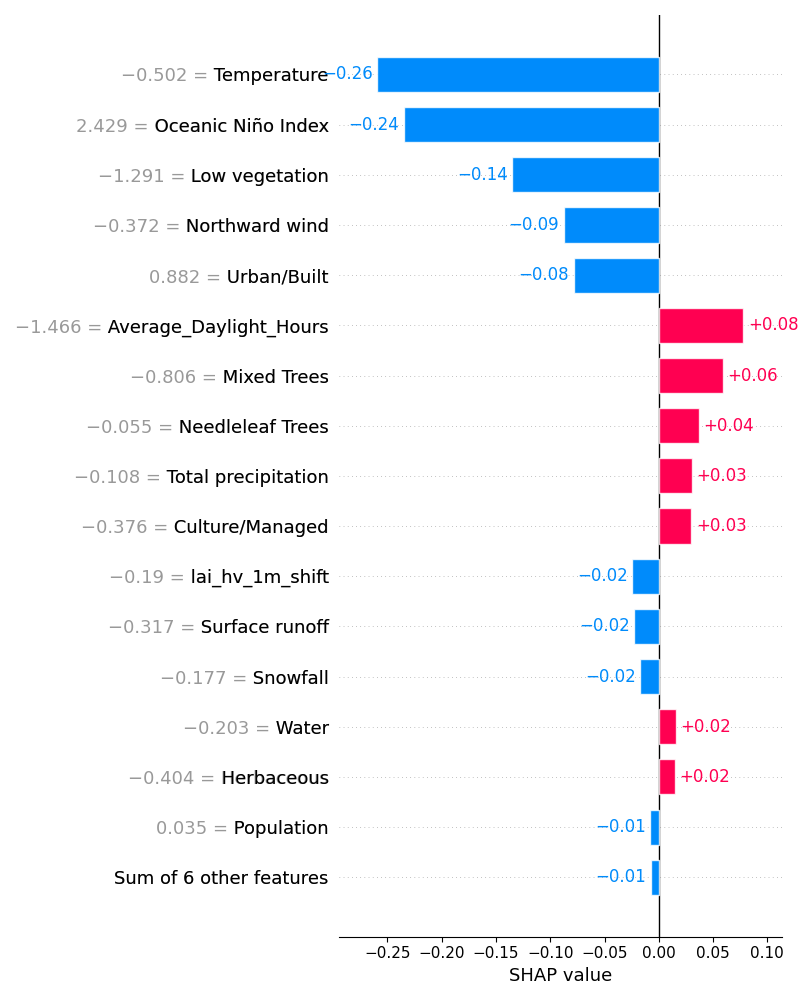 −0.502 = Temperature −0.26
2.429 = Oceanic Niño Index −0.24
−1.291 = Low vegetation −0.14
−0.372 = Northward wind −0.09
0.882 = Urban/Built −0.08
−1.466 = Average_Daylight_Hours +0.08
−0.806 = Mixed Trees +0.06
−0.055 = Needleleaf Trees +0.04
−0.108 = Total precipitation +0.03
−0.376 = Culture/Managed +0.03
−0.19 = lai_hv_1m_shift −0.02
−0.317 = Surface runoff −0.02
−0.177 = Snowfall −0.02
−0.203 = Water +0.02
−0.404 = Herbaceous +0.02
0.035 = Population −0.01
Sum of 6 other features −0.01
−0.25 −0.20 −0.15 −0.10 −0.05 0.00 0.05 0.10
SHAP value